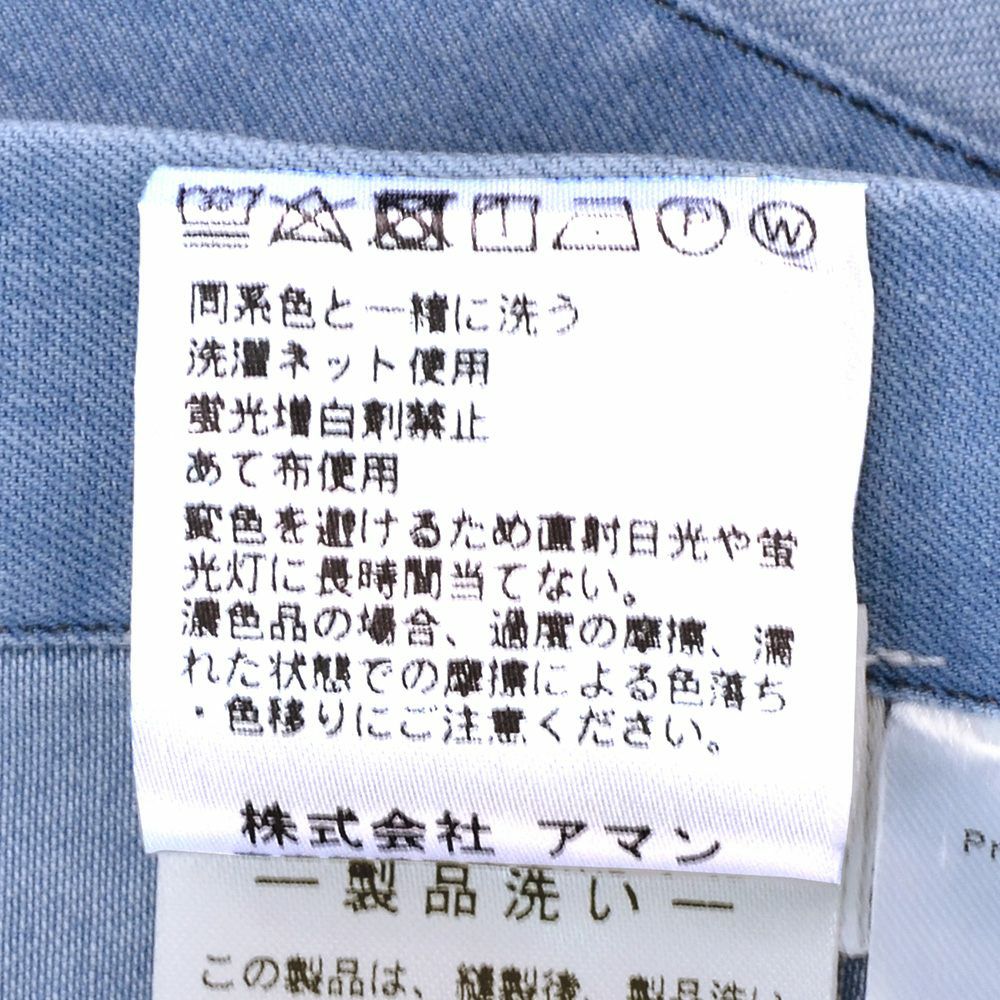 30
P
W
同系色と一緒に洗う
洗濯ネット使用
蛍光増白剤禁止
あて布使用
変色を避けるため直射日光や蛍
光灯に長時間当てない。
濃色品の場合、過度の摩擦、濡
れた状態での摩擦による色落ち
・色移りにご注意ください。
株式会社 アマン
― 製品洗い ―
この製品は、縫製後、製品洗い
Pr